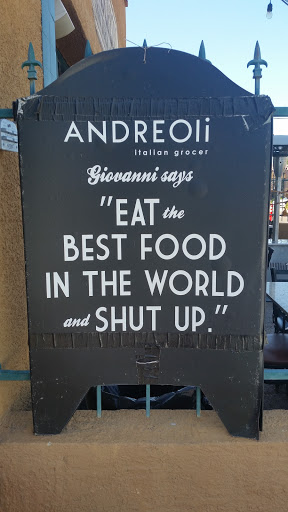 ANDREOli
italian grocer
Giovanni says
"EAT the
BEST FOOD
IN THE WORLD
and SHUT UP."